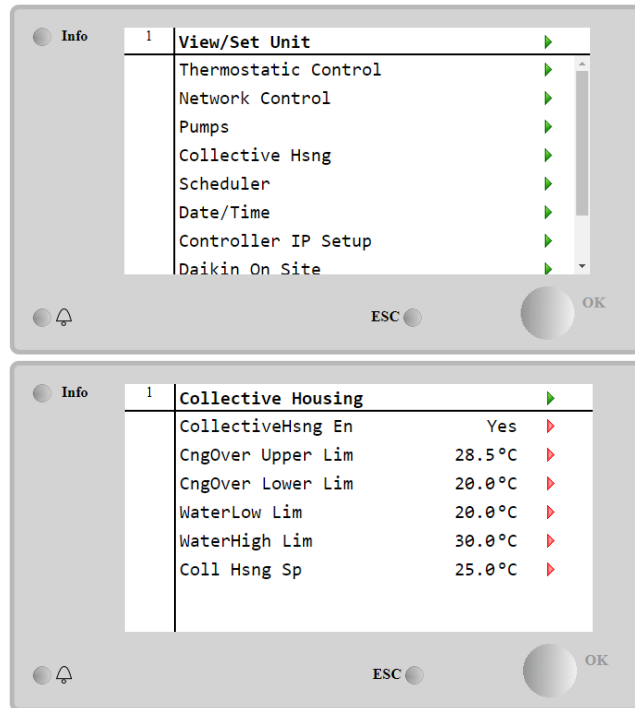 Info
1 View/Set Unit
Thermostatic Control
Network Control
Pumps
Collective Hsng
Scheduler
Date/Time
Controller IP Setup
Daikin On Site
ESC
OK
Info
1 Collective Housing
CollectiveHsng En Yes
CngOver Upper Lim 28.5°C
CngOver Lower Lim 20.0°C
WaterLow Lim 20.0°C
WaterHigh Lim 30.0°C
Coll Hsng Sp 25.0°C
ESC
OK